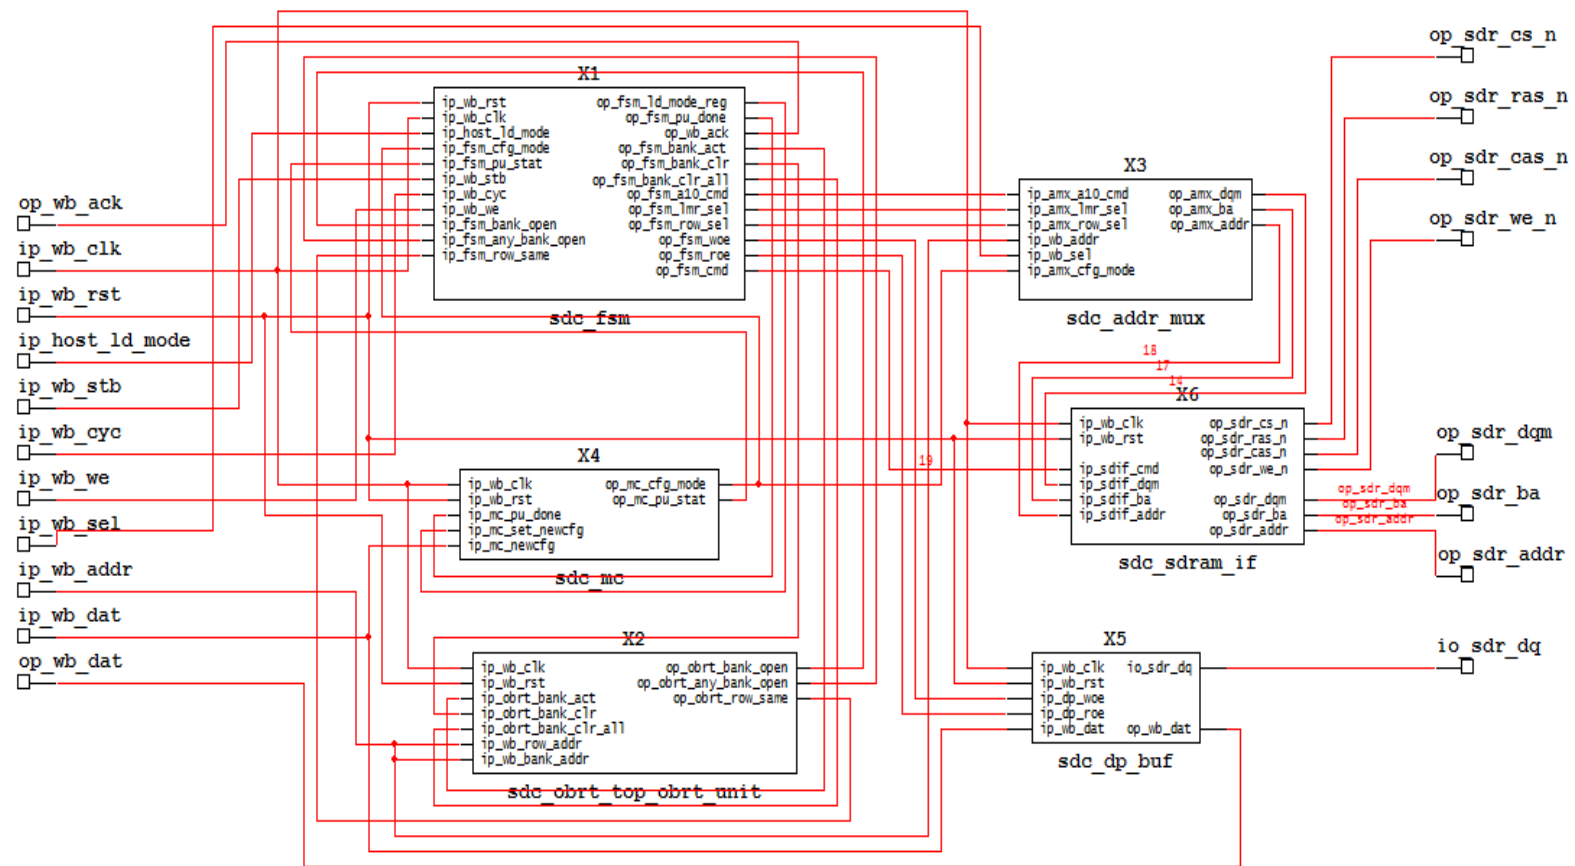 op_wb_ack
ip_wb_clk
ip_wb_rst
ip_host_ld_mode
ip_wb_stb
ip_wb_cyc
ip_wb_we
ip_wb_sel
ip_wb_addr
ip_wb_dat
op_wb_dat
X1
ip_wb_rst
ip_wb_clk
ip_host_ld_mode
ip_fsm_cfg_mode
ip_fsm_pu_stat
ip_wb_stb
ip_wb_cyc
ip_wb_we
ip_fsm_bank_open
ip_fsm_any_bank_open
ip_fsm_row_same
op_fsm_ld_mode_reg
op_fsm_pu_done
op_wb_ack
op_fsm_bank_act
op_fsm_bank_clr
op_fsm_bank_clr_all
op_fsm_a10_cmd
op_fsm_lmr_sel
op_fsm_row_sel
op_fsm_woe
op_fsm_roe
op_fsm_cmd
sdc_fsm
X4
ip_wb_clk
ip_wb_rst
ip_mc_pu_done
ip_mc_set_newcfg
ip_mc_newcfg
op_mc_cfg_mode
op_mc_pu_stat
sdc_mc
X2
ip_wb_clk
ip_wb_rst
ip_obrt_bank_act
ip_obrt_bank_clr
ip_obrt_bank_clr_all
ip_wb_row_addr
ip_wb_bank_addr
op_obrt_bank_open
op_obrt_any_bank_open
op_obrt_row_same
sdc_obrt_top_obrt_unit
X3
ip_amx_a10_cmd
ip_amx_lmr_sel
ip_amx_row_sel
ip_wb_addr
ip_wb_sel
ip_amx_cfg_mode
op_amx_dqm
op_amx_ba
op_amx_addr
sdc_addr_mux
18
17
14
19
X6
ip_wb_clk
ip_wb_rst
ip_sdif_cmd
ip_sdif_dqm
ip_sdif_ba
ip_sdif_addr
op_sdr_cs_n
op_sdr_ras_n
op_sdr_cas_n
op_sdr_we_n
op_sdr_dqm
op_sdr_ba
op_sdr_addr
sdc_sdram_if
op_sdr_dqm
op_sdr_ba
op_sdr_addr
X5
ip_wb_clk
ip_wb_rst
ip_dp_woe
ip_dp_roe
ip_wb_dat
io_sdr_dq
op_wb_dat
sdc_dp_buf
op_sdr_cs_n
op_sdr_ras_n
op_sdr_cas_n
op_sdr_we_n
op_sdr_dqm
op_sdr_ba
op_sdr_addr
io_sdr_dq